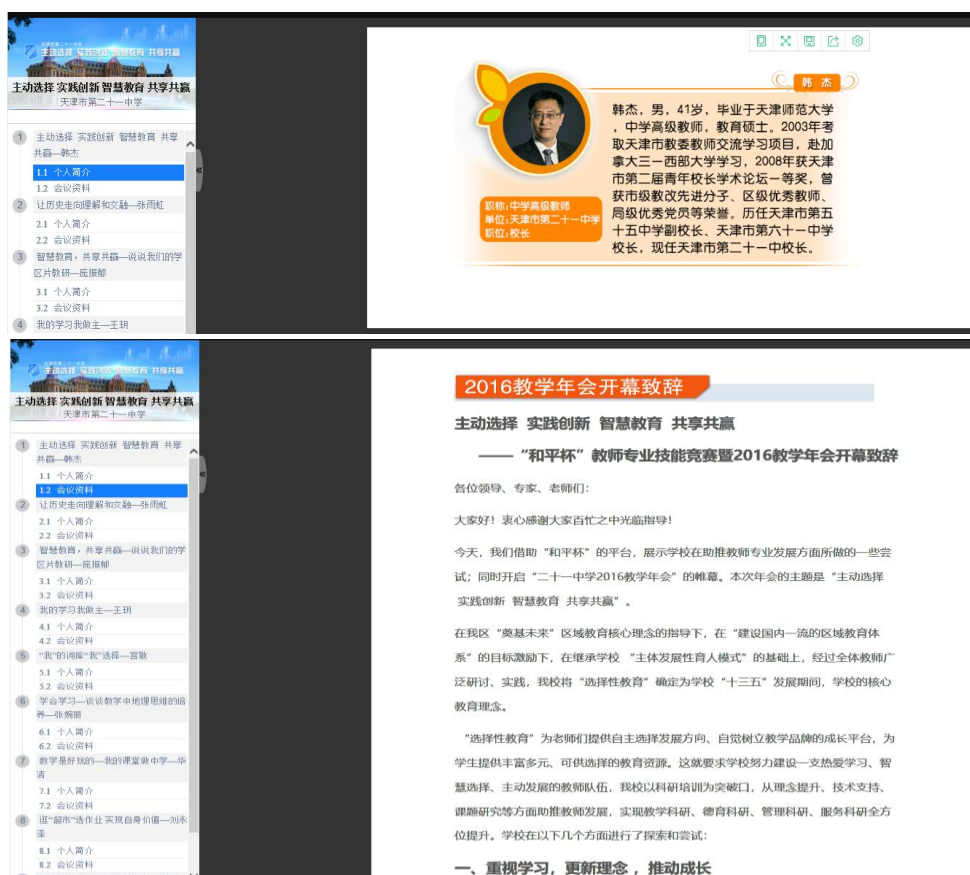 主动选择 实践创新 智慧教育 共享共赢
主动选择 实践创新 智慧教育 共享共赢
天津市第二十一中学
1 主动选择 实践创新 智慧教育 共享
共赢—韩杰
1.1 个人简介
1.2 会议资料
2 让历史走向理解和交融—张雨虹
2.1 个人简介
2.2 会议资料
3 智慧教育,共享共赢—说说我们的学
区片教研—庞振郁
3.1 个人简介
3.2 会议资料
4 我的学习我做主—王玥
«
韩 杰
韩杰,男,41岁,毕业于天津师范大学
,中学高级教师,教育硕士。2003年考
取天津市教委教师交流学习项目,赴加
拿大三一西部大学学习,2008年获天津
市第二届青年校长学术论坛一等奖,曾
获市级教改先进分子、区级优秀教师、
局级优秀党员等荣誉。历任天津市第五
十五中学副校长、天津市第六十一中学
校长,现任天津市第二十一中校长。
职称:中学高级教师
单位:天津市第二十一中学
职位:校长
主动选择 实践创新 智慧教育 共享共赢
主动选择 实践创新 智慧教育 共享共赢
天津市第二十一中学
1 主动选择 实践创新 智慧教育 共享
共赢—韩杰
1.1 个人简介
1.2 会议资料
2 让历史走向理解和交融—张雨虹
2.1 个人简介
2.2 会议资料
3 智慧教育,共享共赢—说说我们的学
区片教研—庞振郁
3.1 个人简介
3.2 会议资料
4 我的学习我做主—王玥
4.1 个人简介
4.2 会议资料
5 “我”的词库“我”选择—宫敬
5.1 个人简介
5.2 会议资料
6 学会学习—谈谈教学中地理思维的培
养—张婉丽
6.1 个人简介
6.2 会议资料
7 数学是好玩的—我的课堂做中学—华
洁
7.1 个人简介
7.2 会议资料
8 逛“超市”选作业 实现自身价值—刘永
泽
8.1 个人简介
8.2 会议资料
«
2016教学年会开幕致辞
主动选择 实践创新 智慧教育 共享共赢
—— “和平杯”教师专业技能竞赛暨2016教学年会开幕致辞
各位领导、专家、老师们:
大家好!衷心感谢大家百忙之中光临指导!
今天,我们借助“和平杯”的平台,展示学校在助推教师专业发展方面所做的一些尝
试;同时开启“二十一中学2016教学年会”的帷幕。本次年会的主题是“主动选择
实践创新 智慧教育 共享共赢”。
在我区“奠基未来”区域教育核心理念的指导下,在“建设国内一流的区域教育体
系”的目标激励下,在继承学校 “主体发展性育人模式”的基础上,经过全体教师广
泛研讨、实践,我校将“选择性教育”确定为学校“十三五”发展期间,学校的核心
教育理念。
“选择性教育”为老师们提供自主选择发展方向、自觉树立教学品牌的成长平台,为
学生提供丰富多元、可供选择的教育资源。这就要求学校努力建设一支热爱学习、智
慧选择、主动发展的教师队伍,我校以科研培训为突破口,从理念提升、技术支持、
课题研究等方面助推教师发展,实现教学科研、德育科研、管理科研、服务科研全方
位提升。学校在以下几个方面进行了探索和尝试:
一、重视学习,更新理念,推动成长